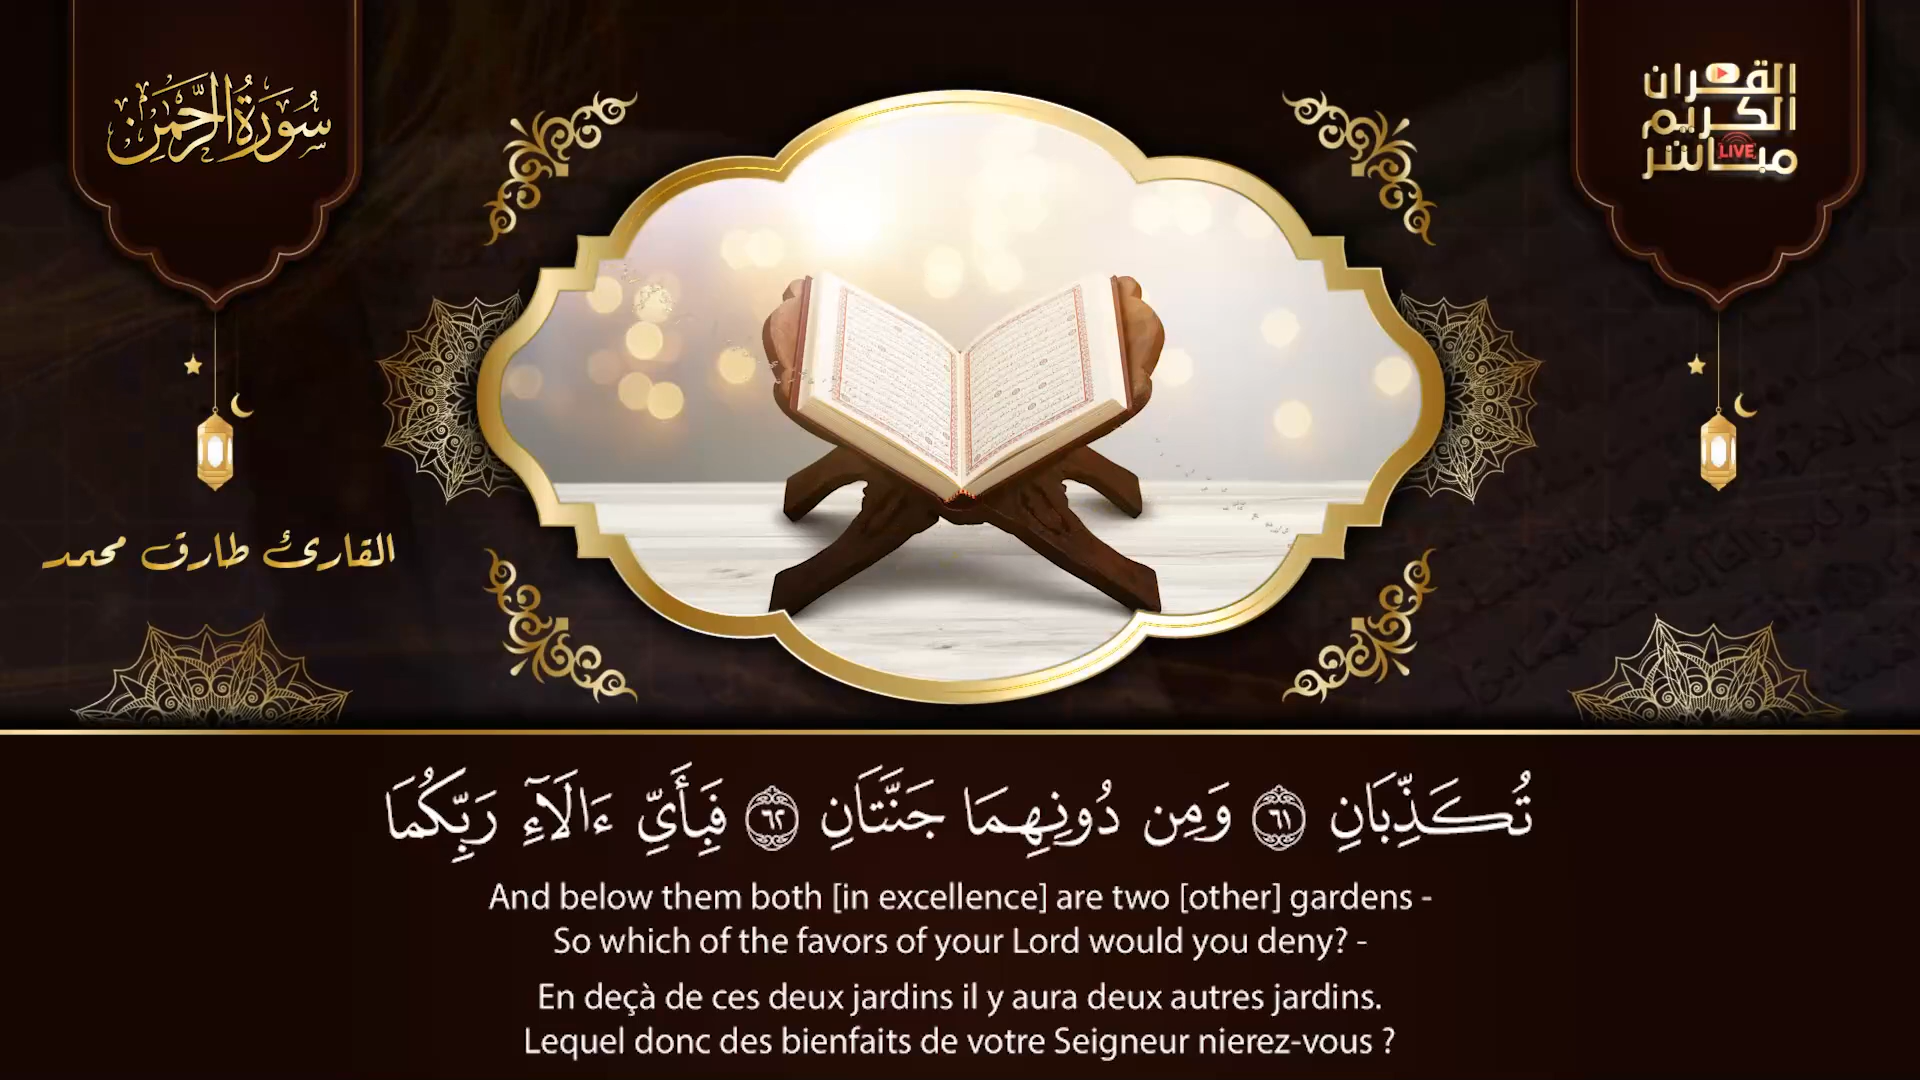 سُورَةُ الرَّحْمَٰنِ
القرآن
الكريم
مباشر
LIVE
القارئ طارق محمد
تُكَذِّبَانِ ٦١ وَمِن دُونِهِمَا جَنَّتَانِ ٦٢ فَبِأَيِّ ءَالَآءِ رَبِّكُمَا
And below them both [in excellence] are two [other] gardens -
So which of the favors of your Lord would you deny? -
En deçà de ces deux jardins il y aura deux autres jardins.
Lequel donc des bienfaits de votre Seigneur nierez-vous ?